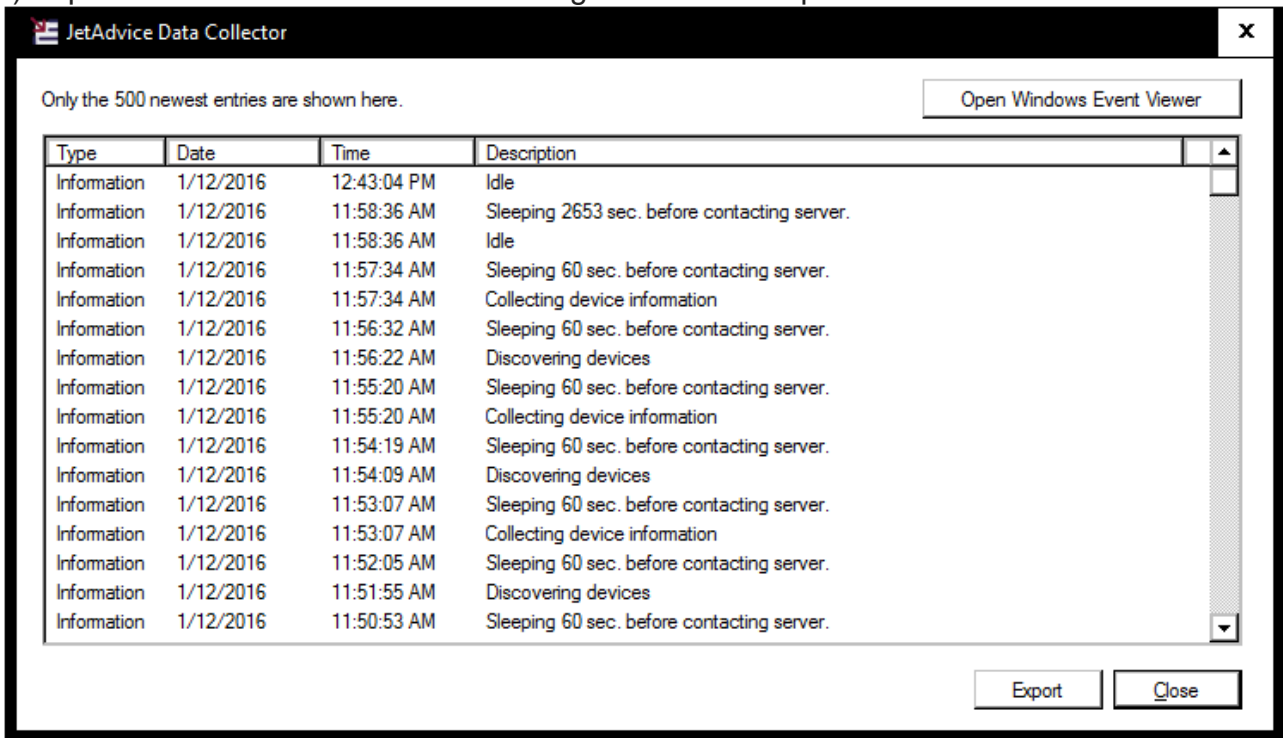 JetAdvice Data Collector x
Only the 500 newest entries are shown here. Open Windows Event Viewer
Type Date Time Description
Information 1/12/2016 12:43:04 PM Idle
Information 1/12/2016 11:58:36 AM Sleeping 2653 sec. before contacting server.
Information 1/12/2016 11:58:36 AM Idle
Information 1/12/2016 11:57:34 AM Sleeping 60 sec. before contacting server.
Information 1/12/2016 11:57:34 AM Collecting device information
Information 1/12/2016 11:56:32 AM Sleeping 60 sec. before contacting server.
Information 1/12/2016 11:56:22 AM Discovering devices
Information 1/12/2016 11:55:20 AM Sleeping 60 sec. before contacting server.
Information 1/12/2016 11:55:20 AM Collecting device information
Information 1/12/2016 11:54:19 AM Sleeping 60 sec. before contacting server.
Information 1/12/2016 11:54:09 AM Discovering devices
Information 1/12/2016 11:53:07 AM Sleeping 60 sec. before contacting server.
Information 1/12/2016 11:53:07 AM Collecting device information
Information 1/12/2016 11:52:05 AM Sleeping 60 sec. before contacting server.
Information 1/12/2016 11:51:55 AM Discovering devices
Information 1/12/2016 11:50:53 AM Sleeping 60 sec. before contacting server.
Export Close